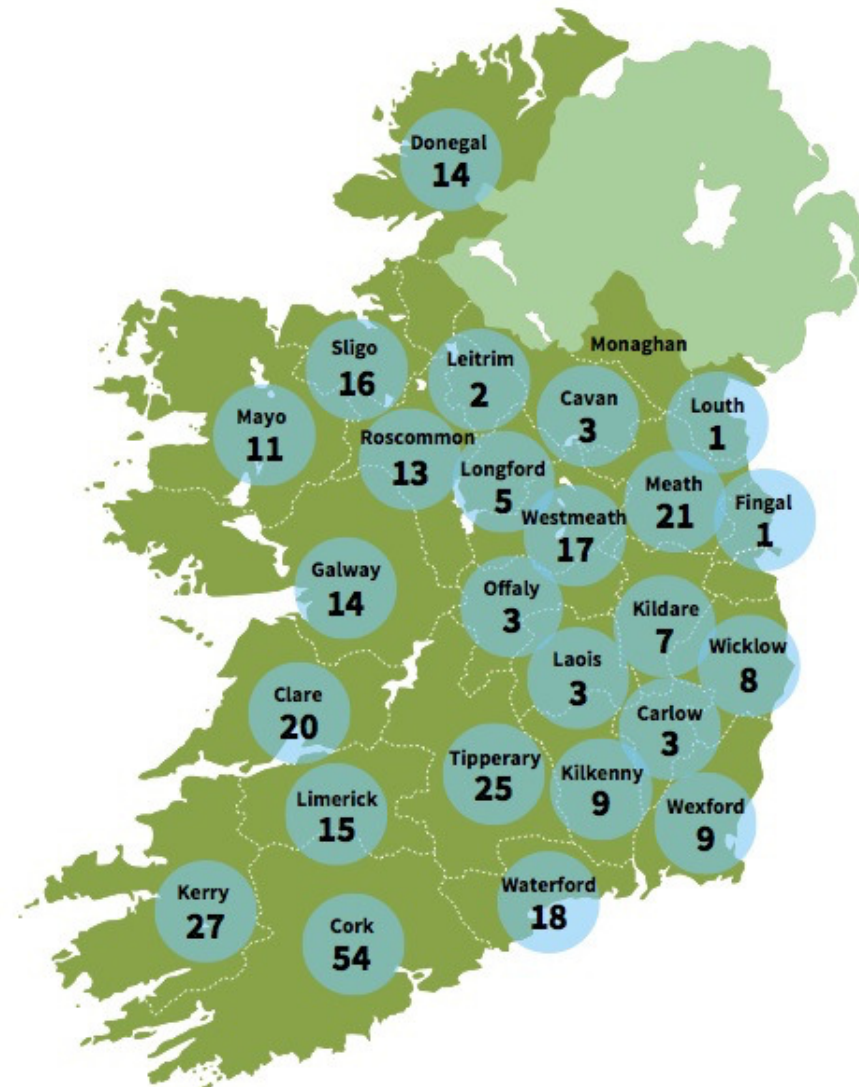 Donegal
14
Monaghan
Sligo
16
Leitrim
2
Cavan
3
Louth
1
Mayo
11
Roscommon
13
Longford
5
Meath
21
Fingal
1
Westmeath
17
Galway
14
Offaly
3
Kildare
7
Wicklow
8
Laois
3
Clare
20
Carlow
3
Tipperary
25
Kilkenny
9
Limerick
15
Wexford
9
Waterford
18
Kerry
27
Cork
54